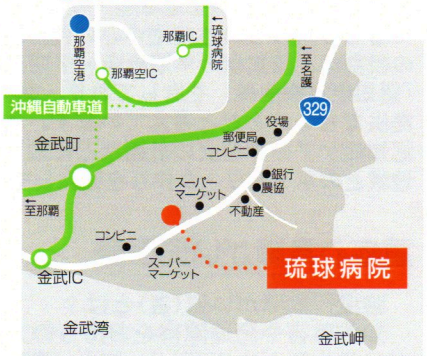 ←琉球病院
那覇IC
那覇空港
那覇空IC
沖縄自動車道
←至名護
329
役場
郵便局
コンビニ
金武町
銀行
農協
スーパー
マーケット
不動産
←至那覇
コンビニ
スーパー
マーケット
琉球病院
金武IC
金武湾
金武岬